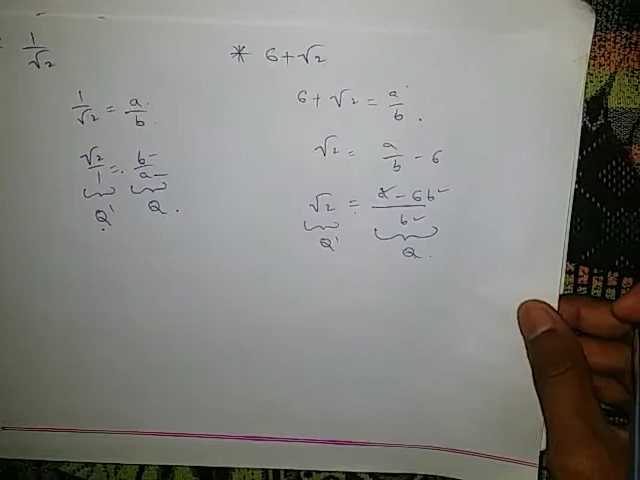 1/√2
1/√2 = a/b.
√2/1 = b/a
Q' Q.
* 6+√2
6 + √2 = a/b.
√2 = a/b - 6
√2 = a - 6b/b
Q' Q.